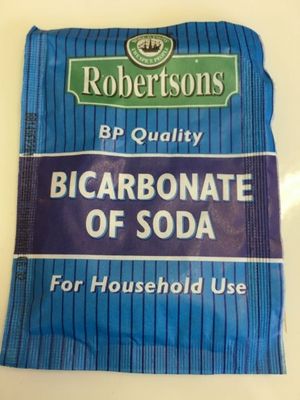 Robertsons
BP Quality
BICARBONATE
OF SODA
For Household Use